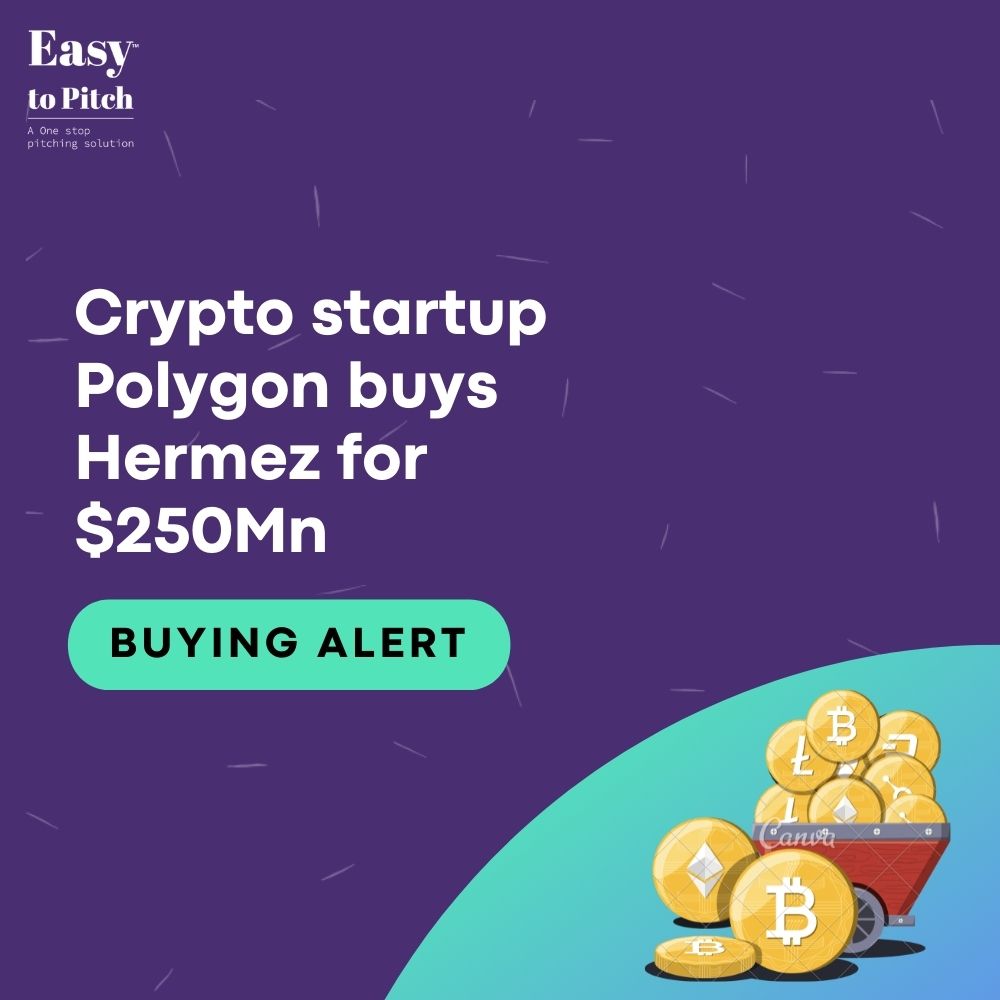 Easy™
to Pitch
A One stop
pitching solution
Crypto startup
Polygon buys
Hermez for
$250Mn
BUYING ALERT
Canva